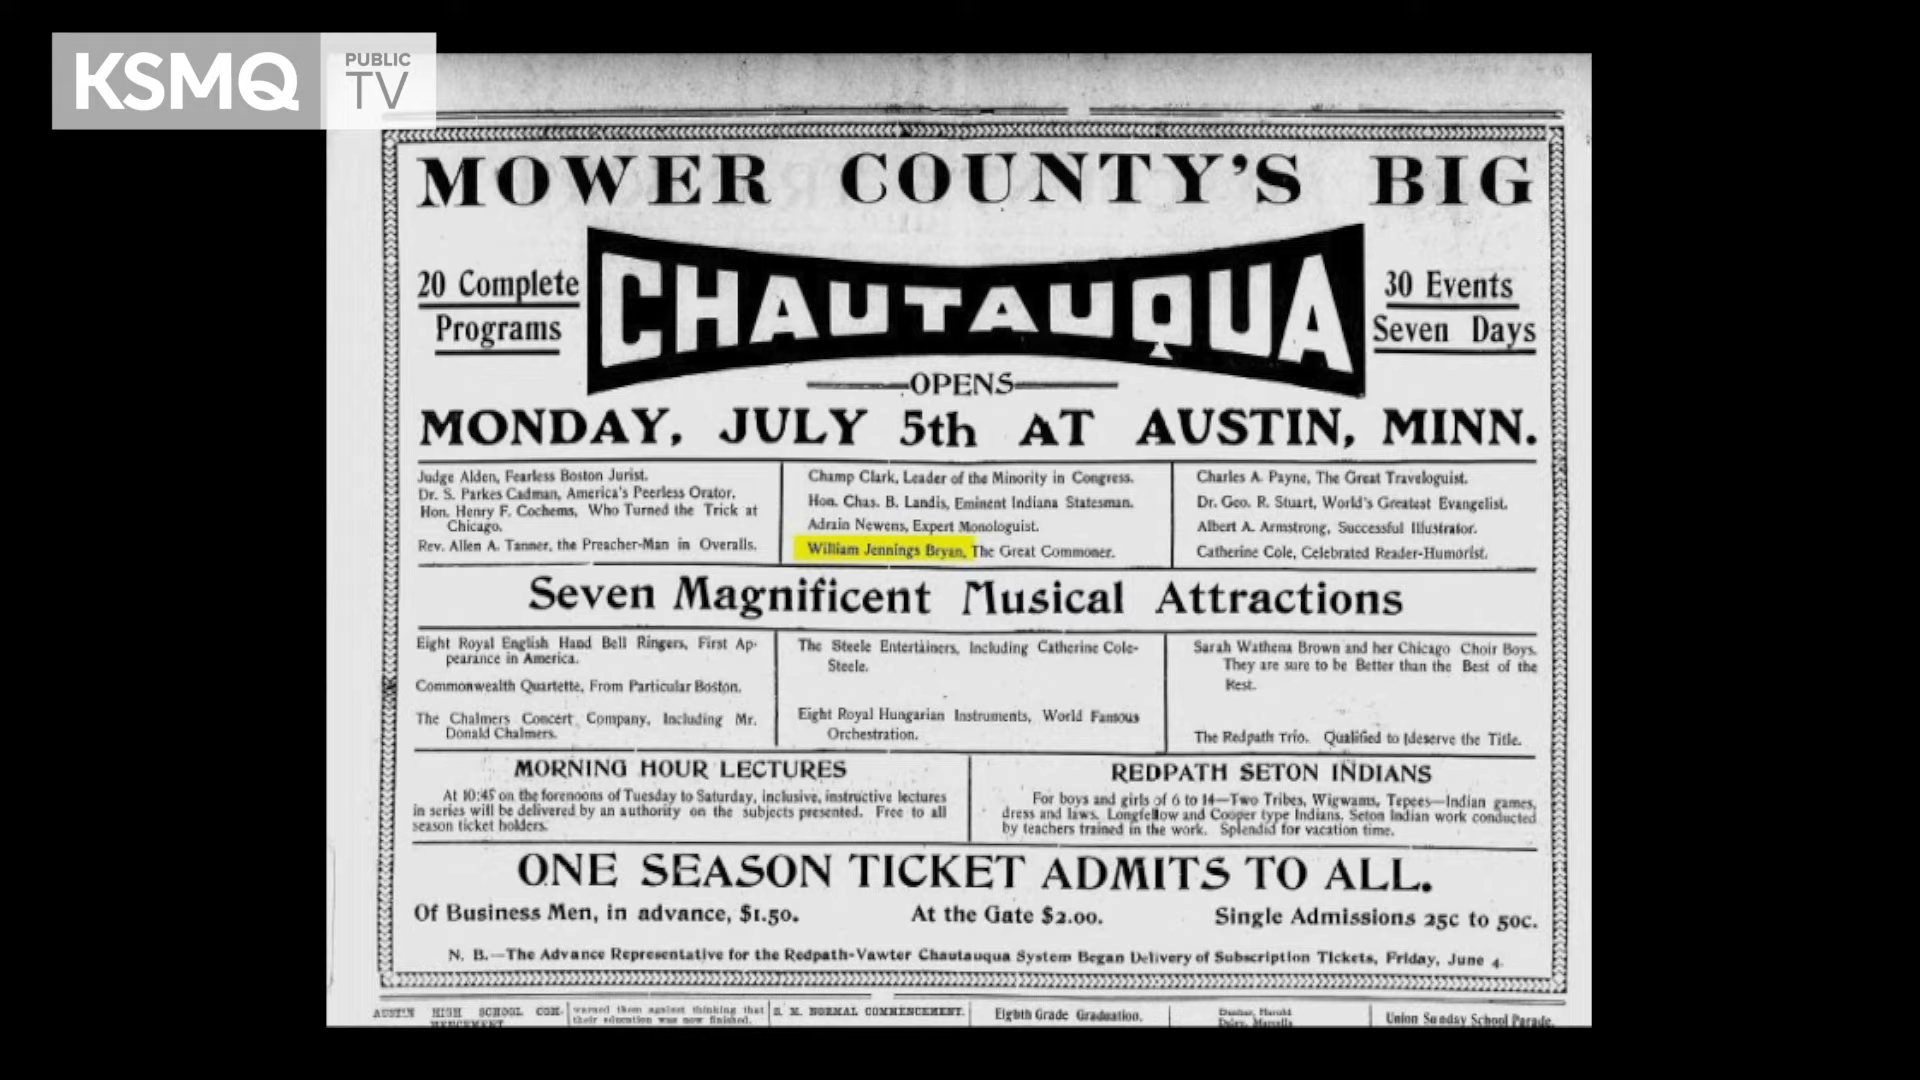 KSMQ PUBLIC TV
MOWER COUNTY'S BIG
20 Complete Programs
CHAUTAUQUA
30 Events
Seven Days
OPENS
MONDAY, JULY 5th AT AUSTIN, MINN.
Judge Alden, Fearless Boston Jurist.
Dr. S. Parkes Cadman, America's Peerless Orator.
Hon. Henry F. Cochems, Who Turned the Trick at
Chicago.
Rev. Allen A. Tanner, the Preacher-Man in Overalls.
Champ Clark, Leader of the Minority in Congress.
Hon. Chas. B. Landis, Eminent Indiana Statesman.
Adrain Newens, Expert Monologuist.
William Jennings Bryan, The Great Commoner.
Charles A. Payne, The Great Traveloguist.
Dr. Geo. R. Stuart, World's Greatest Evangelist.
Albert A. Armstrong, Successful Illustrator.
Catherine Cole, Celebrated Reader-Humorist.
Seven Magnificent Musical Attractions
Eight Royal English Hand Bell Ringers, First Ap-
pearance in America.
Commonwealth Quartette, From Particular Boston.
The Chalmers Concert Company, Including Mr.
Donald Chalmers.
The Steele Entertainers, Including Catherine Cole-
Steele.
Eight Royal Hungarian Instruments, World Famous
Orchestration.
Sarah Wathena Brown and her Chicago Choir Boys.
They are sure to be Better than the Best of the
Rest.
The Redpath Trio. Qualified to deserve the Title.
MORNING HOUR LECTURES
At 10:45 on the forenoons of Tuesday to Saturday, inclusive, instructive lectures
in series will be delivered by an authority on the subjects presented. Free to all
season ticket holders.
REDPATH SETON INDIANS
For boys and girls of 6 to 14—Two Tribes, Wigwams, Tepees—Indian games,
dress and laws. Longfellow and Cooper type Indians. Seton Indian work conducted
by teachers trained in the work. Splendid for vacation time.
ONE SEASON TICKET ADMITS TO ALL.
Of Business Men, in advance, $1.50. At the Gate $2.00. Single Admissions 25c to 50c.
N. B.—The Advance Representative for the Redpath-Vawter Chautauqua System Began Delivery of Subscription Tickets, Friday, June 4.
AUSTIN HIGH SCHOOL COM-
MENCEMENT
warned them against thinking that
their education was now finished.
S. M. NORMAL COMMENCEMENT.
Eighth Grade Graduation.
Dunbar, Harold
Daley, Marcella
Union Sunday School Parade.